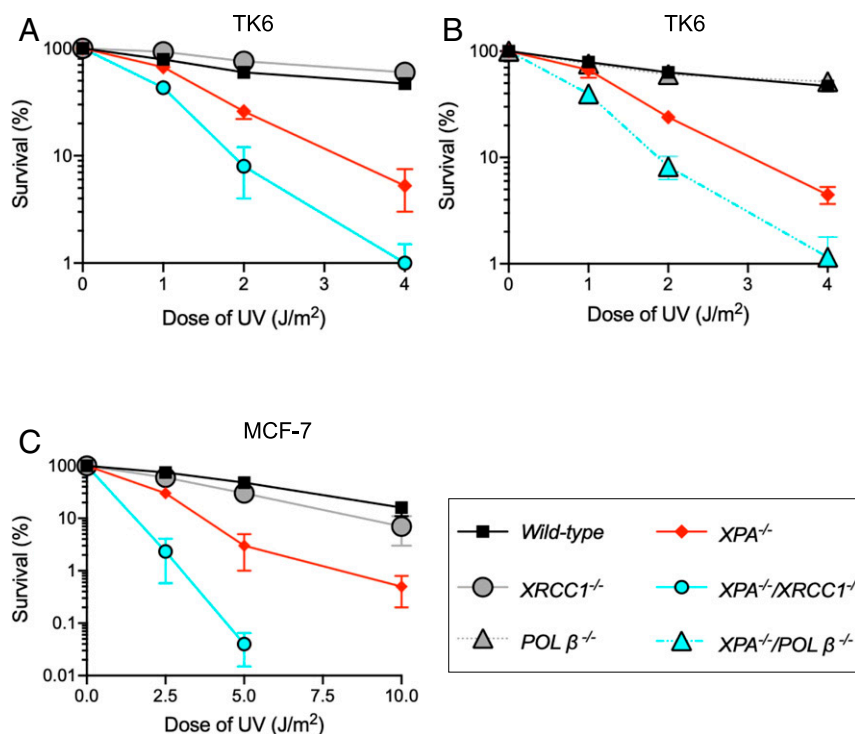 A
TK6
100
10
1
Survival (%)
0 1 2 3 4
Dose of UV (J/m²)
B
TK6
100
10
1
Survival (%)
0 1 2 3 4
Dose of UV (J/m²)
C
MCF-7
100
10
1
0.1
0.01
Survival (%)
0.0 2.5 5.0 7.5 10.0
Dose of UV (J/m²)
Wild-type
XPA⁻/⁻
XRCC1⁻/⁻
XPA⁻/⁻/XRCC1⁻/
POL β⁻/⁻
XPA⁻/⁻/POL β⁻/⁻